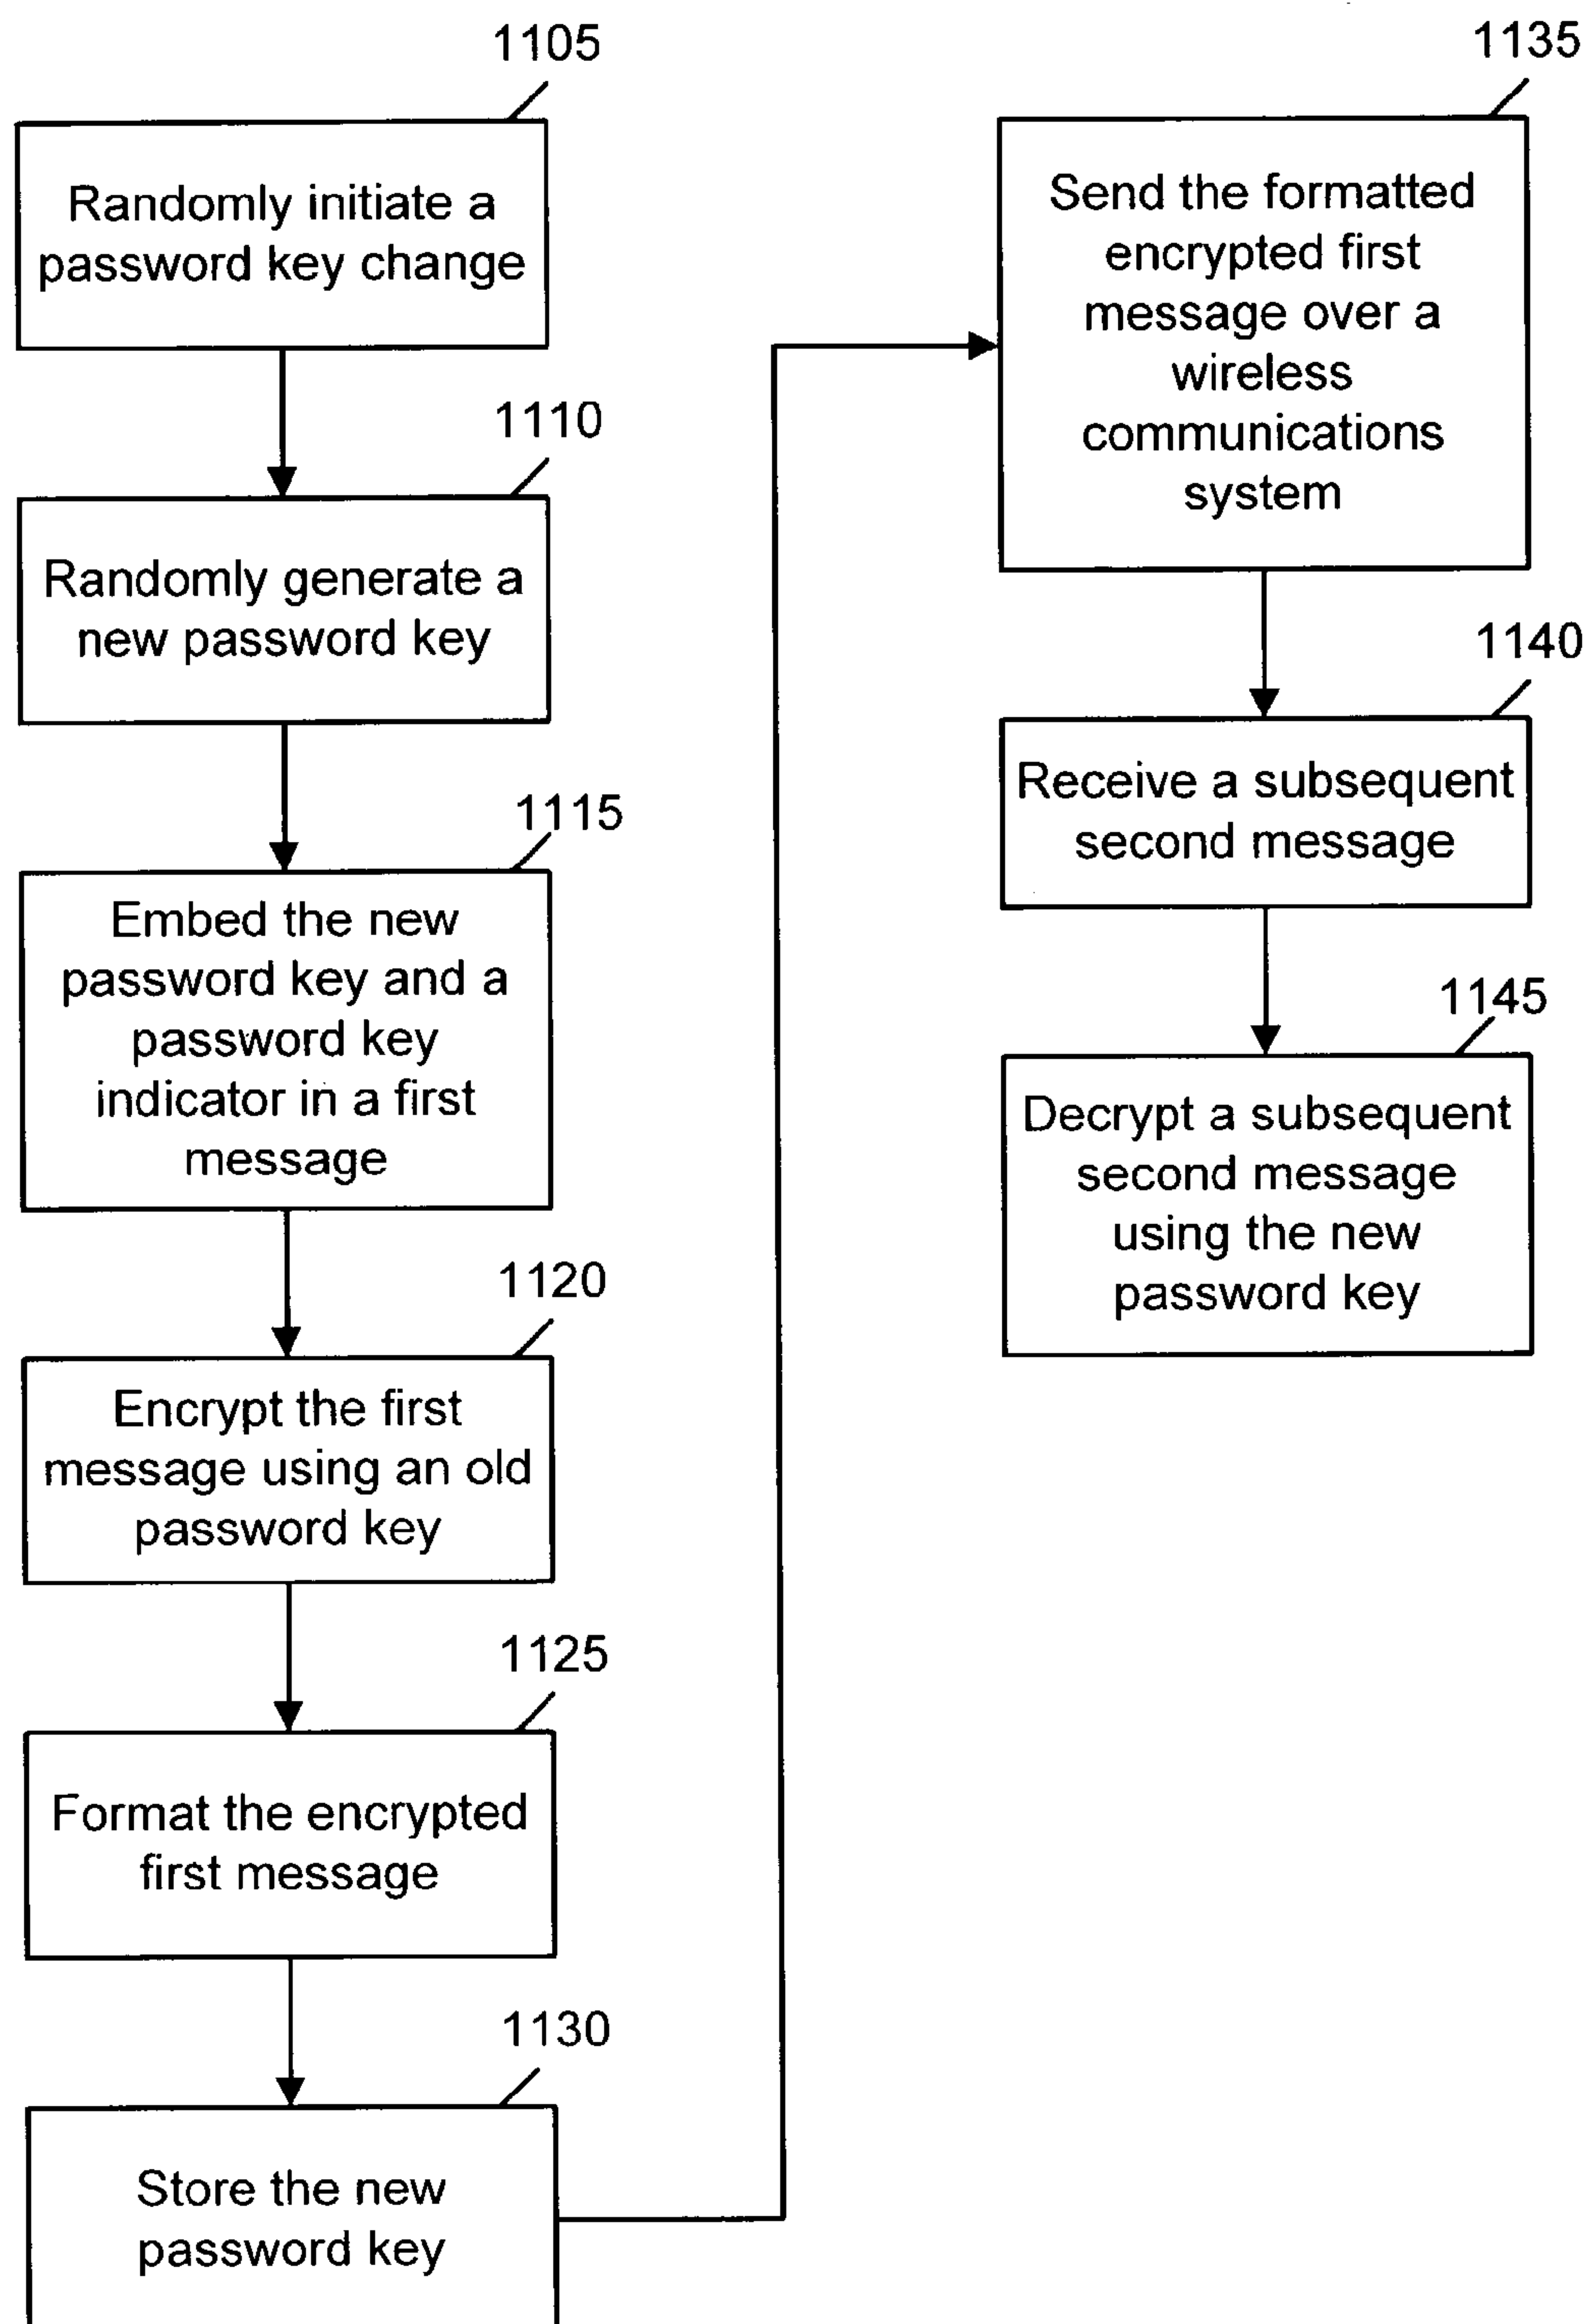 1105
Randomly initiate a
password key change
1110
Randomly generate a
new password key
1115
Embed the new
password key and a
password key
indicator in a first
message
1120
Encrypt the first
message using an old
password key
1125
Format the encrypted
first message
1130
Store the new
password key
1135
Send the formatted
encrypted first
message over a
wireless
communications
system
1140
Receive a subsequent
second message
1145
Decrypt a subsequent
second message
using the new
password key